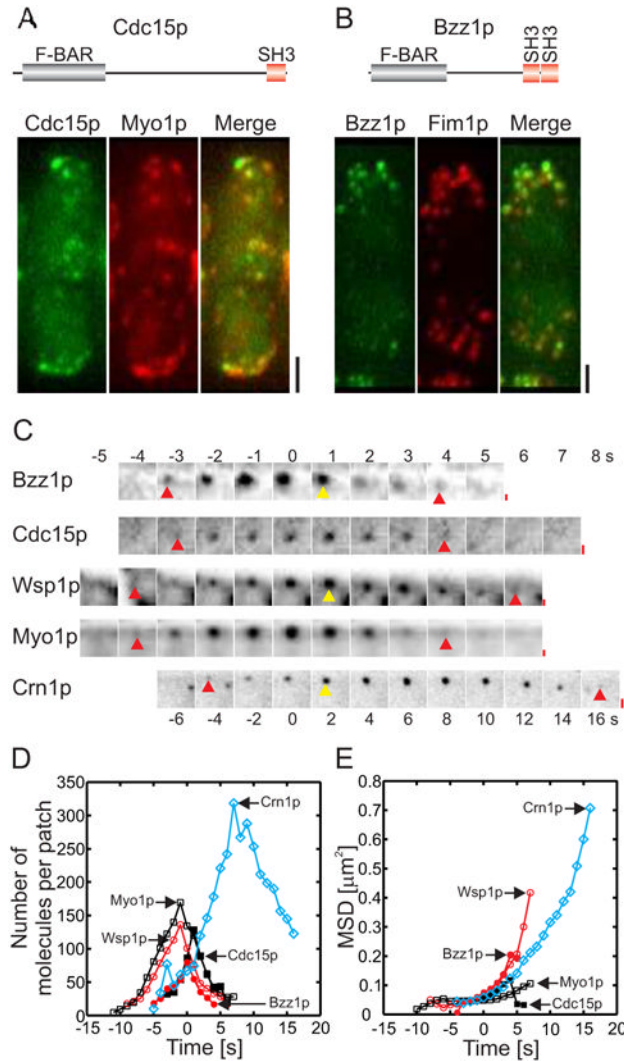 A
Cdc15p
F-BAR
SH3
Cdc15p Myo1p Merge
B
Bzz1p
F-BAR
SH3
SH3
Bzz1p Fim1p Merge
C
-5 -4 -3 -2 -1 0 1 2 3 4 5 6 7 8 s
Bzz1p
Cdc15p
Wsp1p
Myo1p
Crn1p
-6 -4 -2 0 2 4 6 8 10 12 14 16 s
D
Number of
molecules per patch
350
300
250
200
150
100
50
0
-15 -10 -5 0 5 10 15 20
Time [s]
Crn1p
Myo1p
Wsp1p
Cdc15p
Bzz1p
E
MSD [µm²]
0.8
0.7
0.6
0.5
0.4
0.3
0.2
0.1
0
-15 -10 -5 0 5 10 15 20
Time [s]
Crn1p
Wsp1p
Bzz1p
Myo1p
Cdc15p